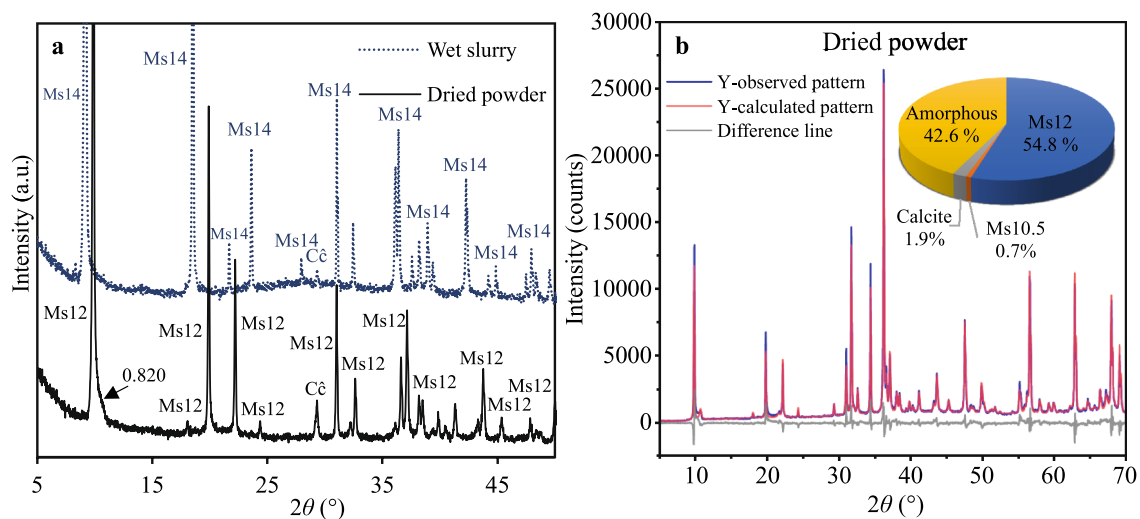 a
Wet slurry
Dried powder
Ms14
Ms14
Ms14
Ms14
Ms14
Ms14
Ms14
Ms14
Ms14
Ms14
Ms14
Cĉ
Ms12
0.820
Ms12
Ms12
Ms12
Ms12
Ms12
Ms12
Ms12
Ms12
Ms12
Ms12
Cĉ
Intensity (a.u.)
5
15
25
35
45
2θ (°)
b
Dried powder
Y-observed pattern
Y-calculated pattern
Difference line
Amorphous
42.6 %
Ms12
54.8 %
Calcite
1.9%
Ms10.5
0.7%
Intensity (counts)
30000
25000
20000
15000
10000
5000
0
10
20
30
40
50
60
70
2θ (°)